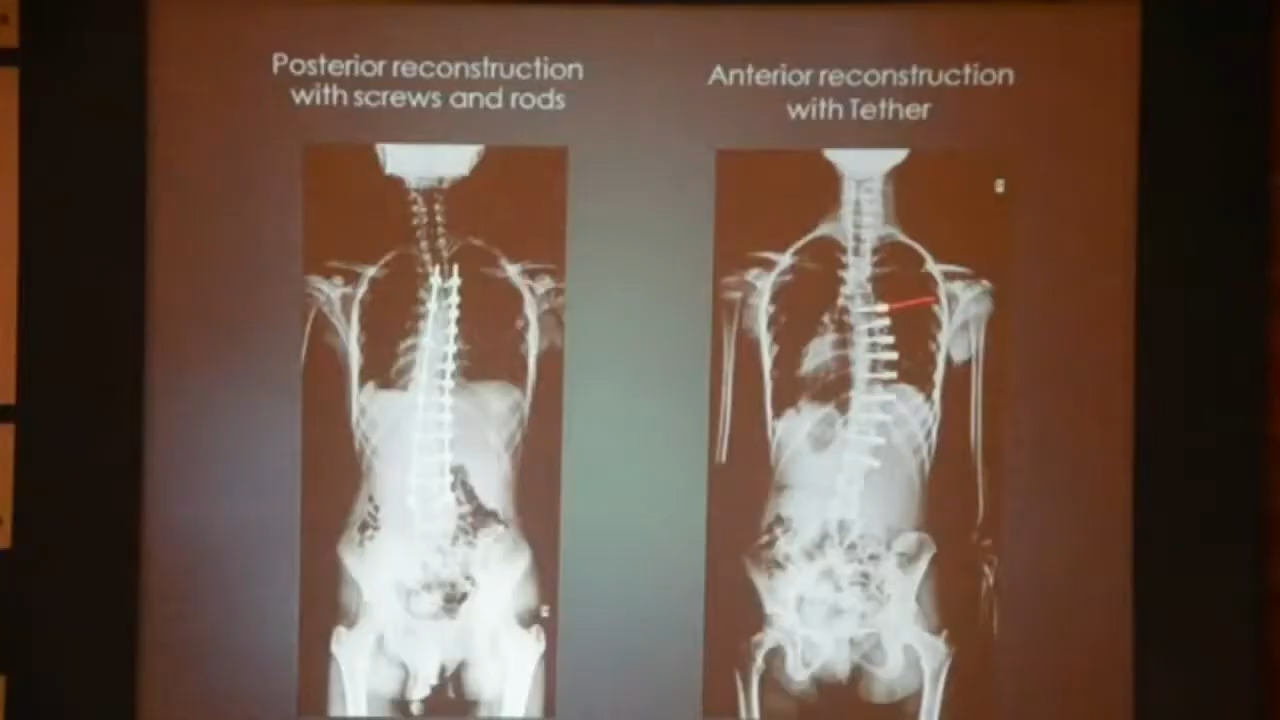 Posterior reconstruction
with screws and rods
Anterior reconstruction
with Tether